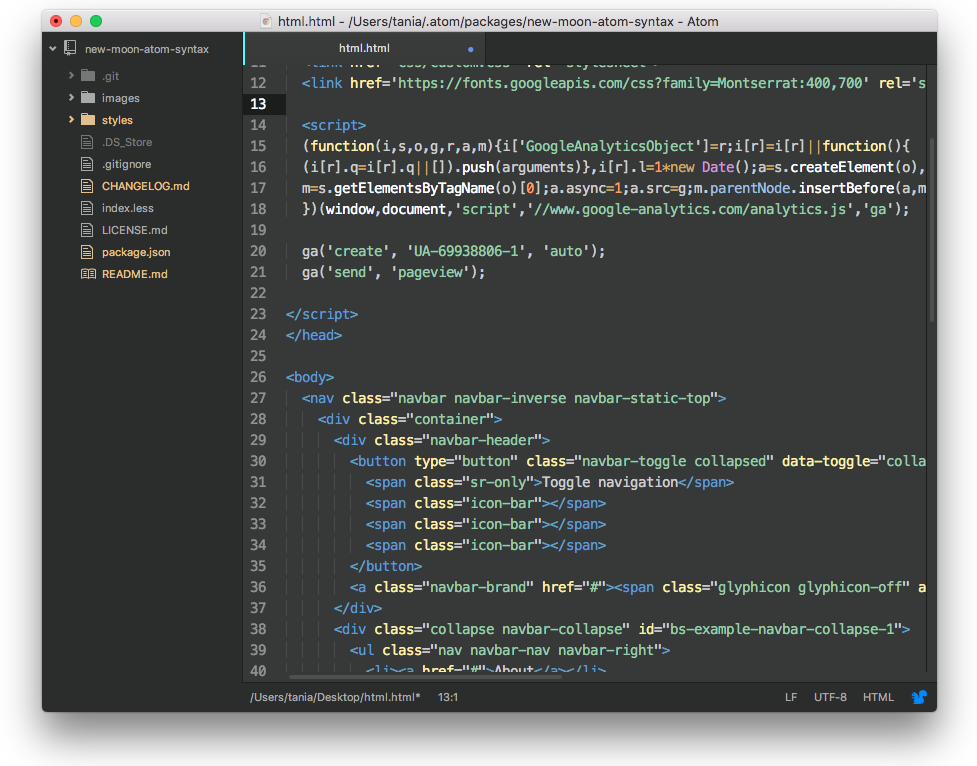 html.html - /Users/tania/.atom/packages/new-moon-atom-syntax - Atom
new-moon-atom-syntax
.git
images
styles
.DS_Store
.gitignore
CHANGELOG.md
index.less
LICENSE.md
package.json
README.md
html.html
12 <link href='https://fonts.googleapis.com/css?family=Montserrat:400,700' rel='s
13
14 <script>
15 (function(i,s,o,g,r,a,m){i['GoogleAnalyticsObject']=r;i[r]=i[r]||function(){
16 (i[r].q=i[r].q||[]).push(arguments)},i[r].l=1*new Date();a=s.createElement(o),
17 m=s.getElementsByTagName(o)[0];a.async=1;a.src=g;m.parentNode.insertBefore(a,m
18 })(window,document,'script','//www.google-analytics.com/analytics.js','ga');
19
20 ga('create', 'UA-69938806-1', 'auto');
21 ga('send', 'pageview');
22
23 </script>
24 </head>
25
26 <body>
27 <nav class="navbar navbar-inverse navbar-static-top">
28 <div class="container">
29 <div class="navbar-header">
30 <button type="button" class="navbar-toggle collapsed" data-toggle="colla
31 <span class="sr-only">Toggle navigation</span>
32 <span class="icon-bar"></span>
33 <span class="icon-bar"></span>
34 <span class="icon-bar"></span>
35 </button>
36 <a class="navbar-brand" href="#"><span class="glyphicon glyphicon-off" a
37 </div>
38 <div class="collapse navbar-collapse" id="bs-example-navbar-collapse-1">
39 <ul class="nav navbar-nav navbar-right">
40 <li><a href="#">About</a></li>
/Users/tania/Desktop/html.html* 13:1 LF UTF-8 HTML